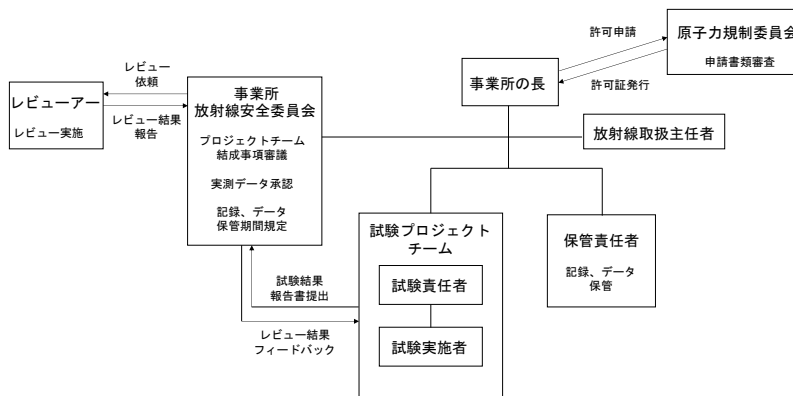 許可申請
原子力規制委員会
申請書類審査
許可証発行
事業所の長
レビュー
依頼
レビューアー
レビュー実施
レビュー結果
報告
事業所
放射線安全委員会
プロジェクトチーム
結成事項審議
実測データ承認
記録、データ
保管期間規定
放射線取扱主任者
試験プロジェクト
チーム
試験責任者
試験実施者
保管責任者
記録、データ
保管
試験結果
報告書提出
レビュー結果
フィードバック